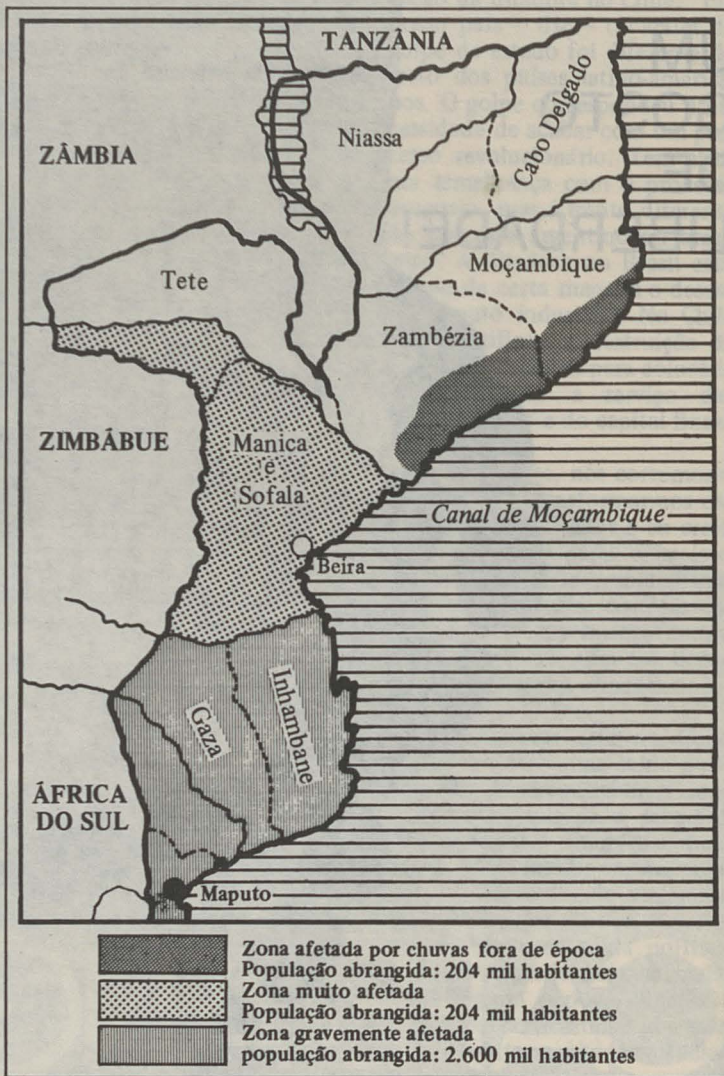 TANZÂNIA
Niassa
Cabo Delgado
ZÂMBIA
Moçambique
Tete
Zambézia
ZIMBÁBUE
Manica
e
Sofala
Canal de Moçambique
Beira
Inhambane
Gaza
ÁFRICA
DO SUL
Maputo
Zona afetada por chuvas fora de época
População abrangida: 204 mil habitantes
Zona muito afetada
População abrangida: 204 mil habitantes
Zona gravemente afetada
população abrangida: 2.600 mil habitantes